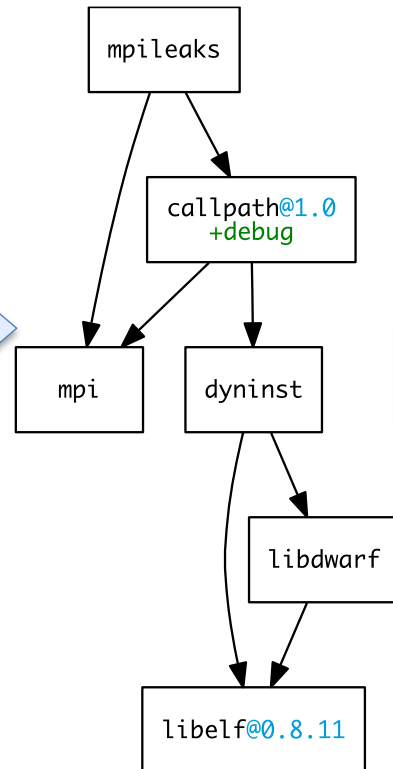 mpileaks
callpath@1.0
+debug
mpi
dyninst
libdwarf
libelf@0.8.11